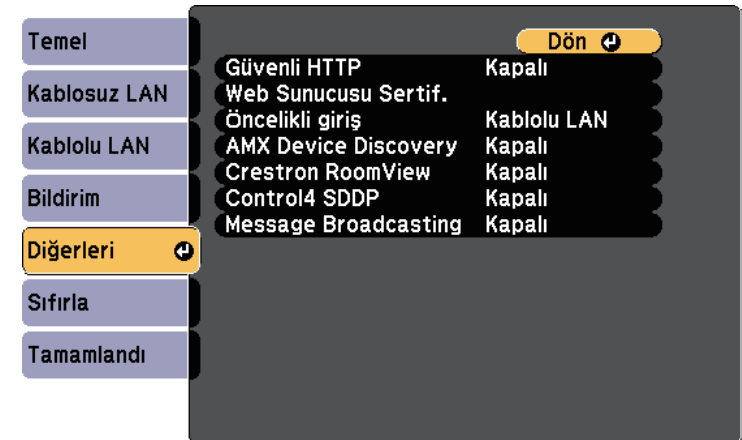 Temel
Kablosuz LAN
Kablolu LAN
Bildirim
Diğerleri
Sıfırla
Tamamlandı
Dön
Güvenli HTTP Kapalı
Web Sunucusu Sertif.
Öncelikli giriş Kablolu LAN
AMX Device Discovery Kapalı
Crestron RoomView Kapalı
Control4 SDDP Kapalı
Message Broadcasting Kapalı